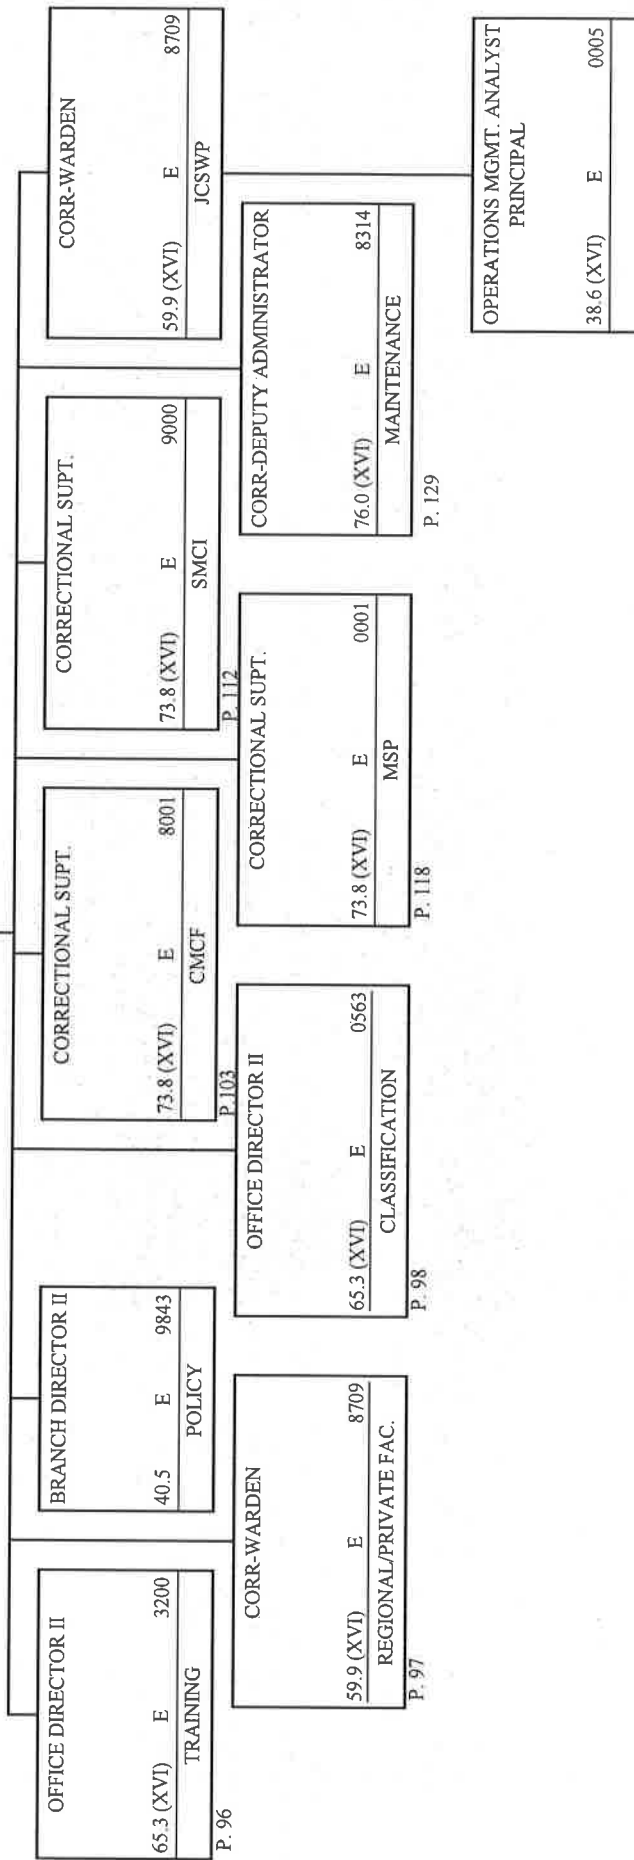 OFFICE DIRECTOR II
65.3 (XVI) E 3200
TRAINING
P. 96
BRANCH DIRECTOR II
40.5 E 9843
POLICY
CORRECTIONAL SUPT.
73.8 (XVI) E 8001
CMCF
P.103
CORRECTIONAL SUPT.
73.8 (XVI) E 9000
SMCI
P. 112
CORR-WARDEN
59.9 (XVI) E 8709
JCSWP
CORR-WARDEN
59.9 (XVI) E 8709
REGIONAL/PRIVATE FAC.
P. 97
OFFICE DIRECTOR II
65.3 (XVI) E 0563
CLASSIFICATION
P. 98
CORRECTIONAL SUPT.
73.8 (XVI) E 0001
MSP
P. 118
CORR-DEPUTY ADMINISTRATOR
76.0 (XVI) E 8314
MAINTENANCE
P. 129
OPERATIONS MGMT. ANALYST
PRINCIPAL
38.6 (XVI) E 0005